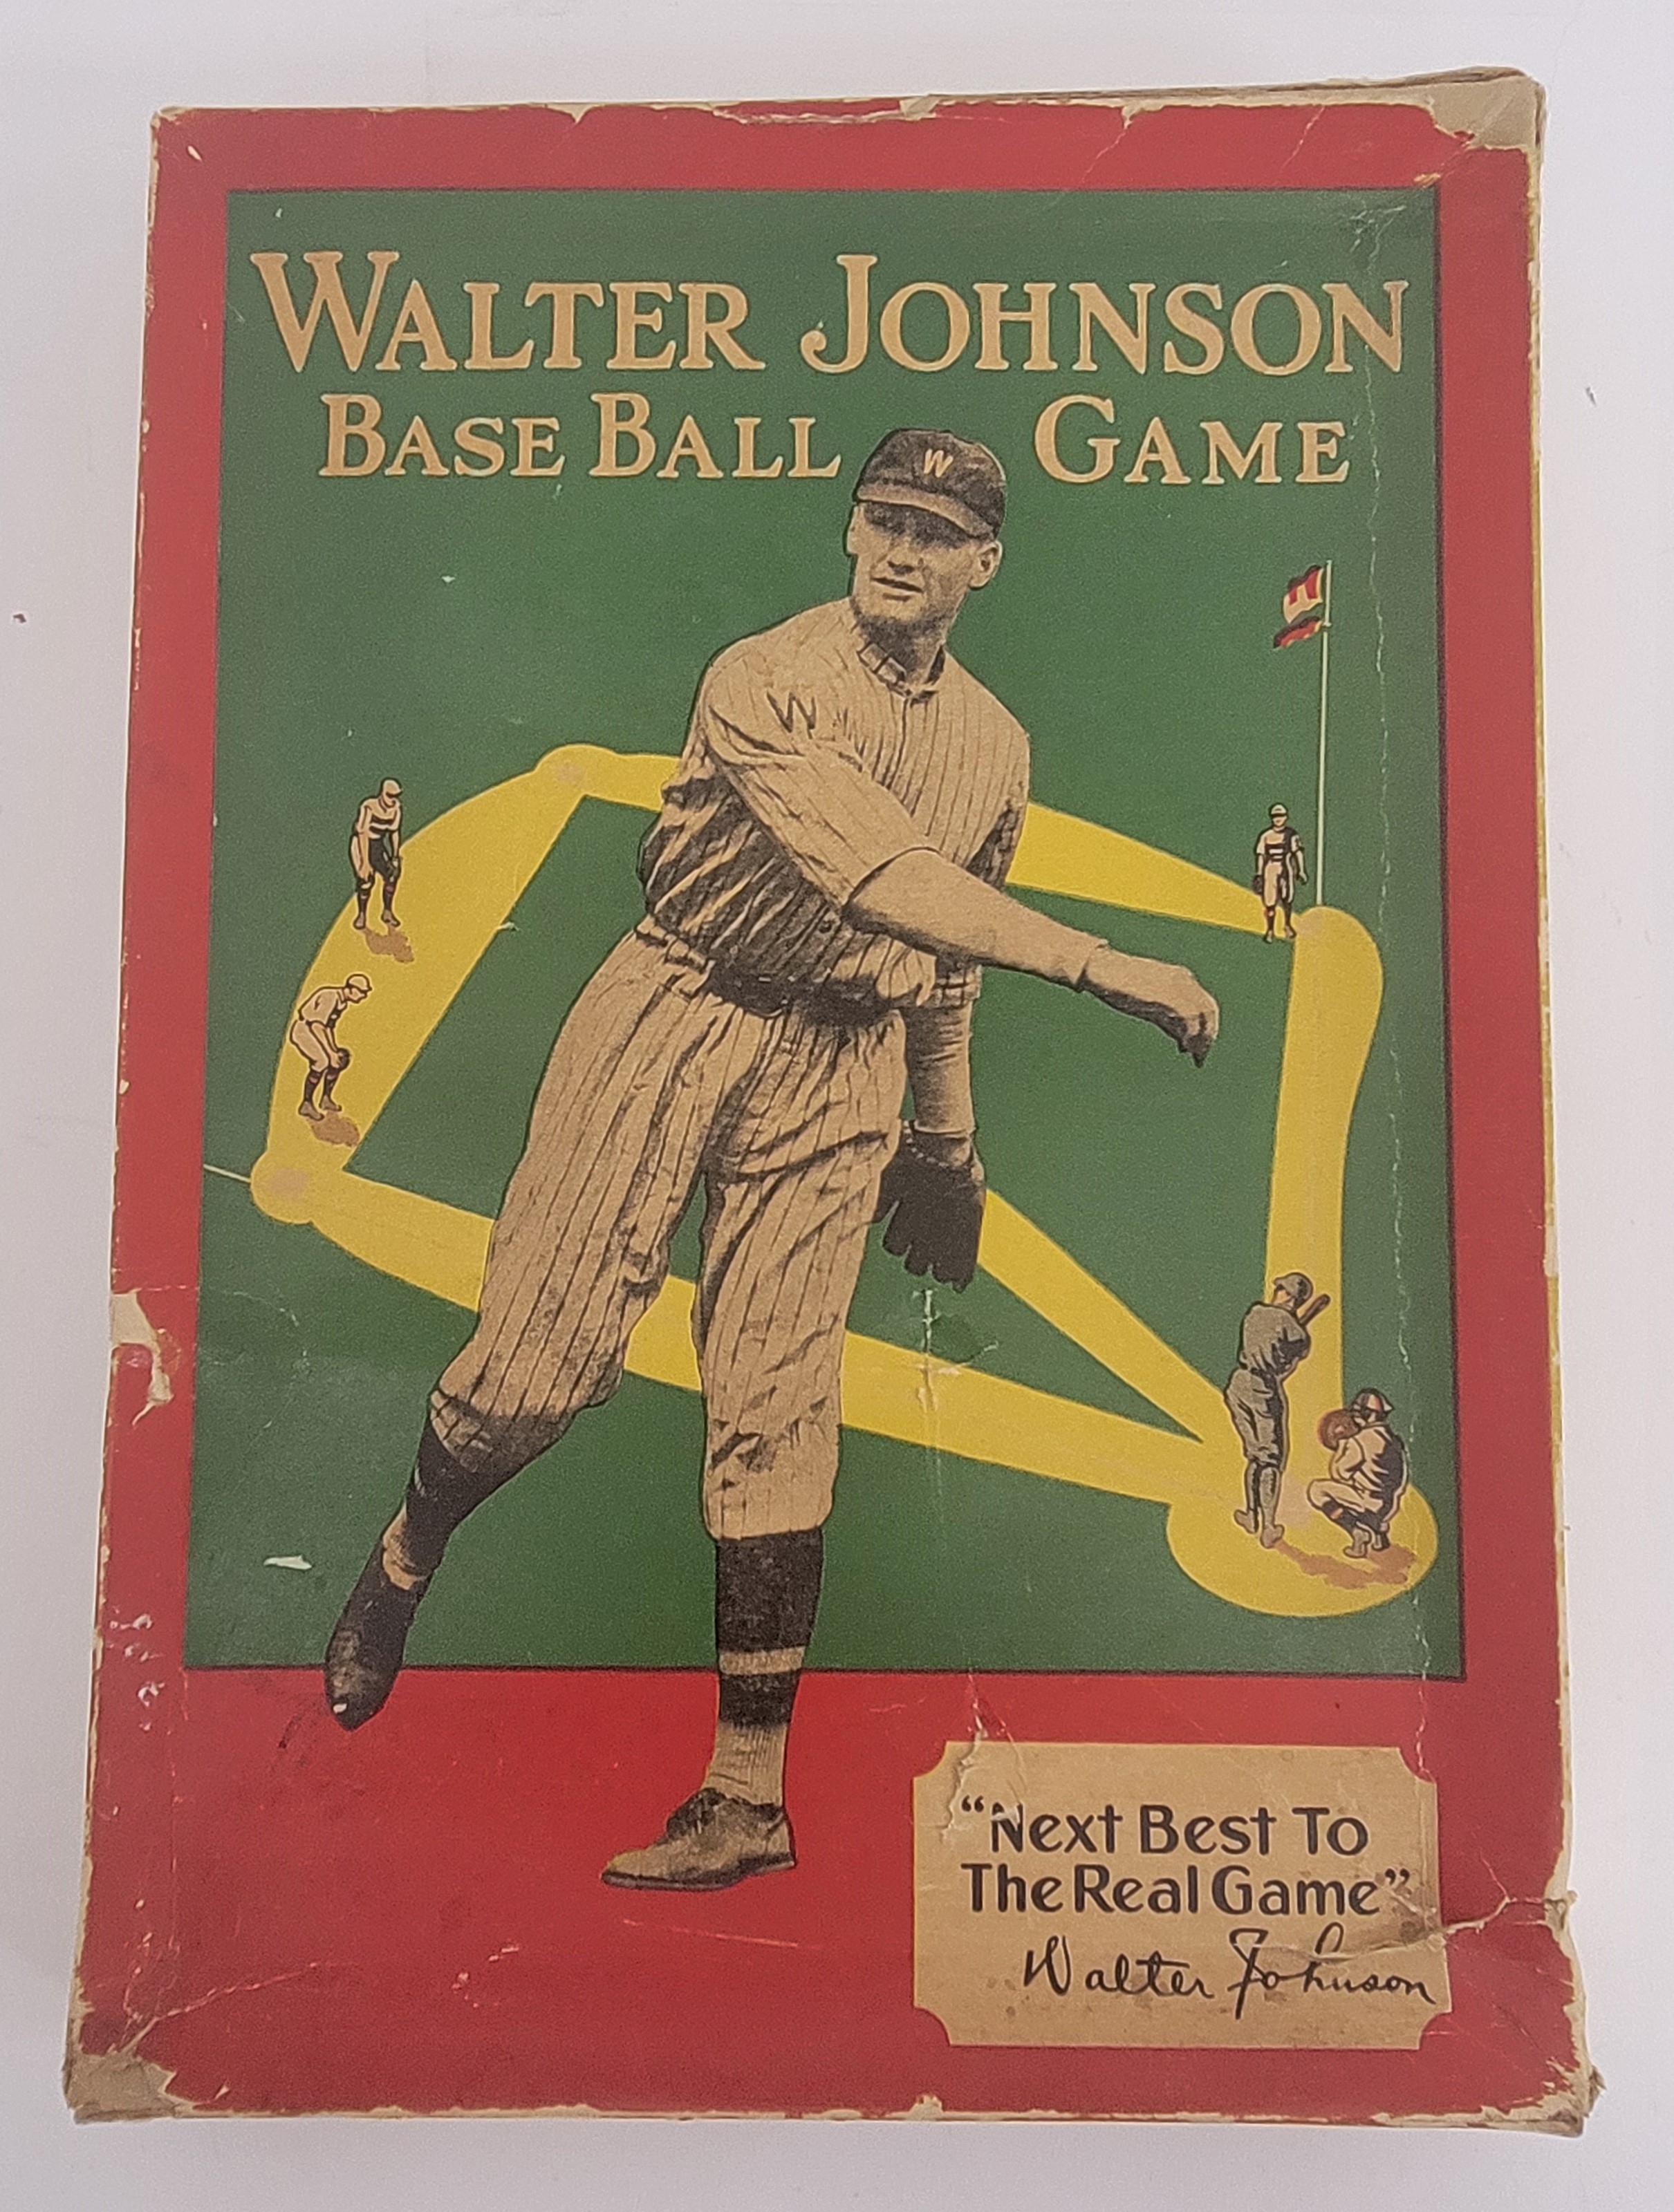 WALTER JOHNSON
BASE BALL GAME
W
W
"Next Best To
The Real Game"
Walter Johnson